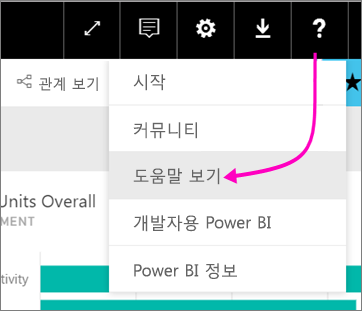 ?
관계 보기
시작
커뮤니티
도움말 보기
개발자용 Power BI
Power BI 정보
Units Overall
MENT
tivity